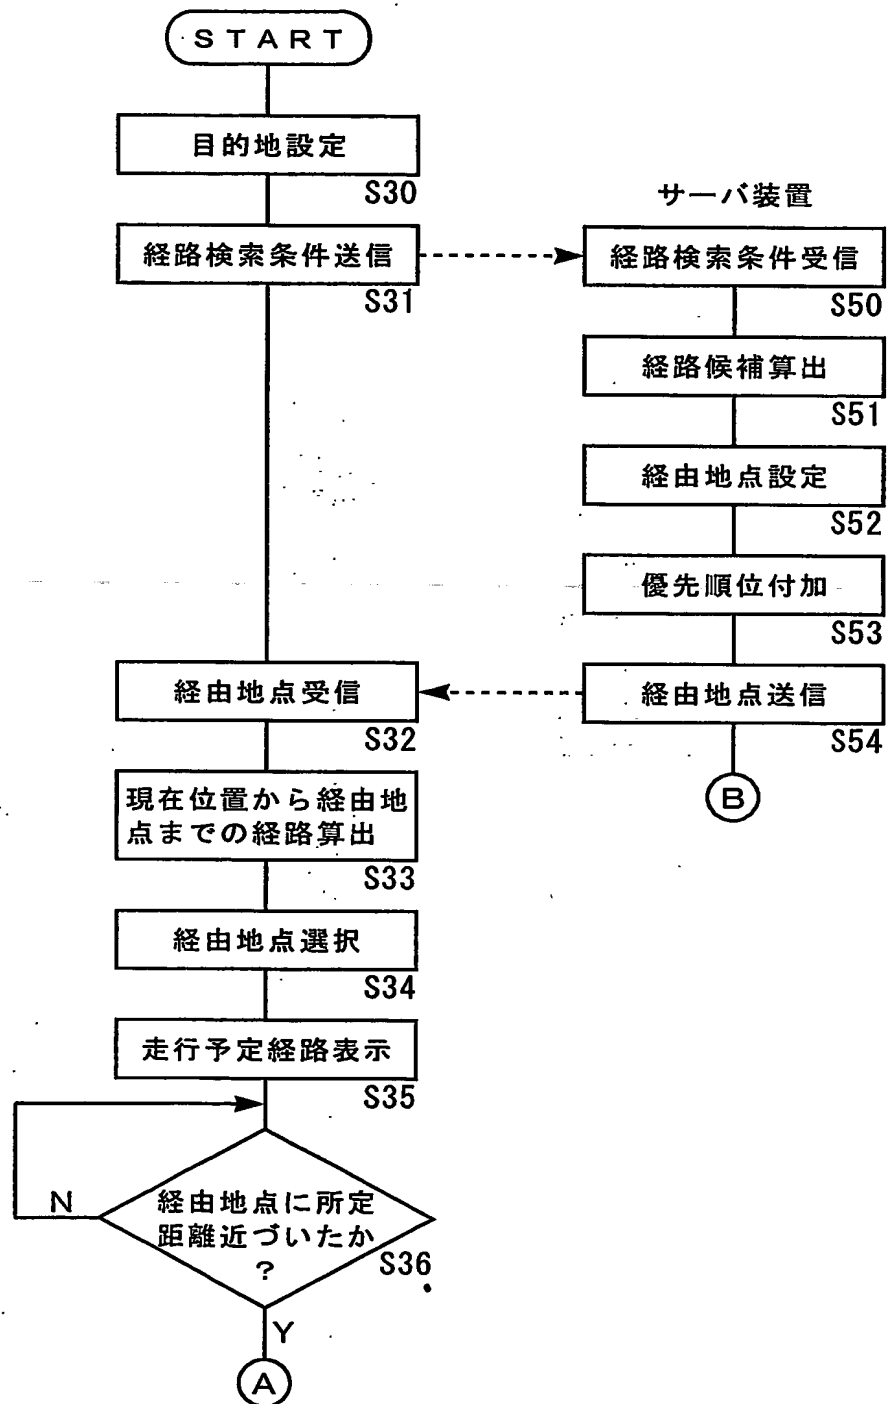 START
目的地設定
S30
経路検索条件送信
S31
サーバ装置
経路検索条件受信
S50
経路候補算出
S51
経由地点設定
S52
優先順位付加
S53
経由地点送信
S54
B
経由地点受信
S32
現在位置から経由地
点までの経路算出
S33
経由地点選択
S34
走行予定経路表示
S35
経由地点に所定
距離近づいたか
?
S36
N
Y
A